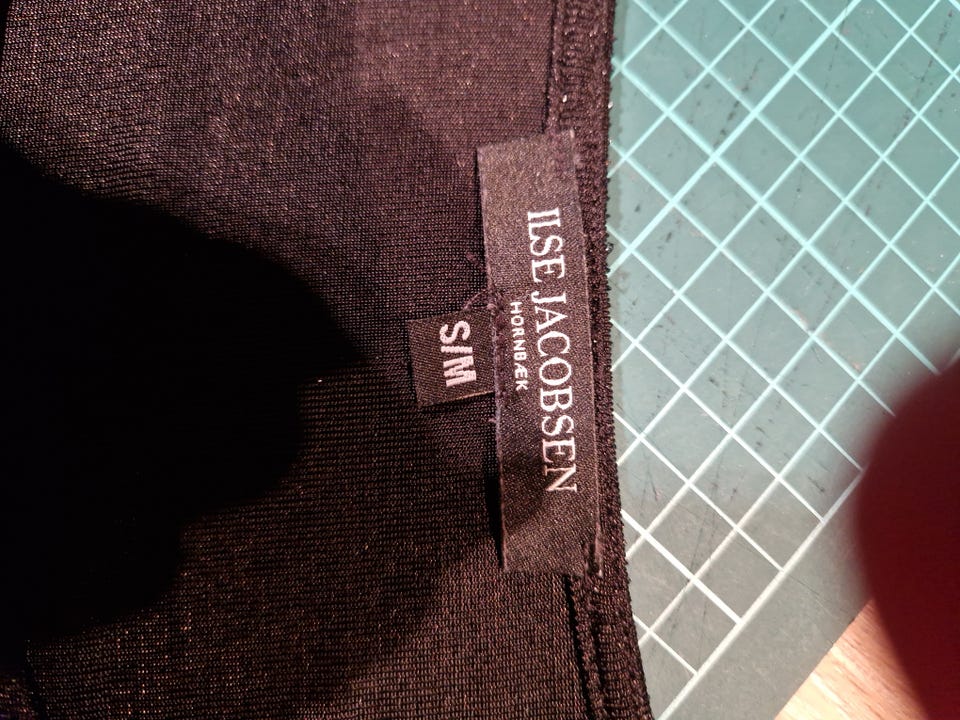 ILSE JACOBSEN
HORNBÆK
S/M